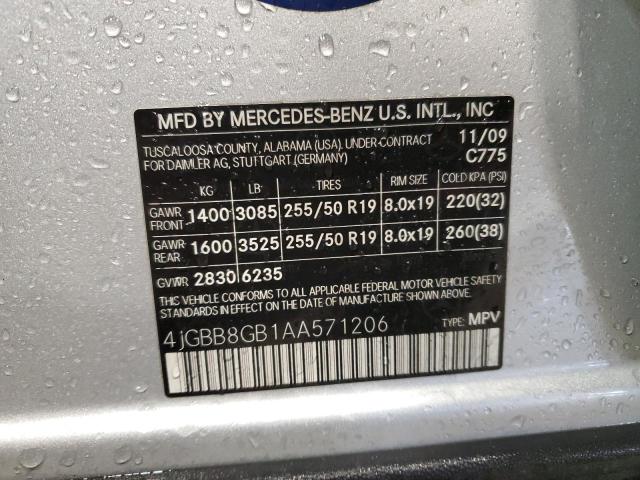 MFD BY MERCEDES-BENZ U.S. INTL., INC
TUSCALOOSA COUNTY, ALABAMA (USA), UNDER CONTRACT 11/09
FOR DAIMLER AG, STUTTGART (GERMANY) C775
KG LB TIRES RIM SIZE COLD KPA (PSI)
GAWR FRONT 1400 3085 255/50 R19 8.0x19 220(32)
GAWR REAR 1600 3525 255/50 R19 8.0x19 260(38)
GVWR 2830 6235
THIS VEHICLE CONFORMS TO ALL APPLICABLE FEDERAL MOTOR VEHICLE SAFETY
STANDARDS IN EFFECT ON THE DATE OF MANUFACTURE SHOWN ABOVE.
4JGBB8GB1AA571206 TYPE: MPV